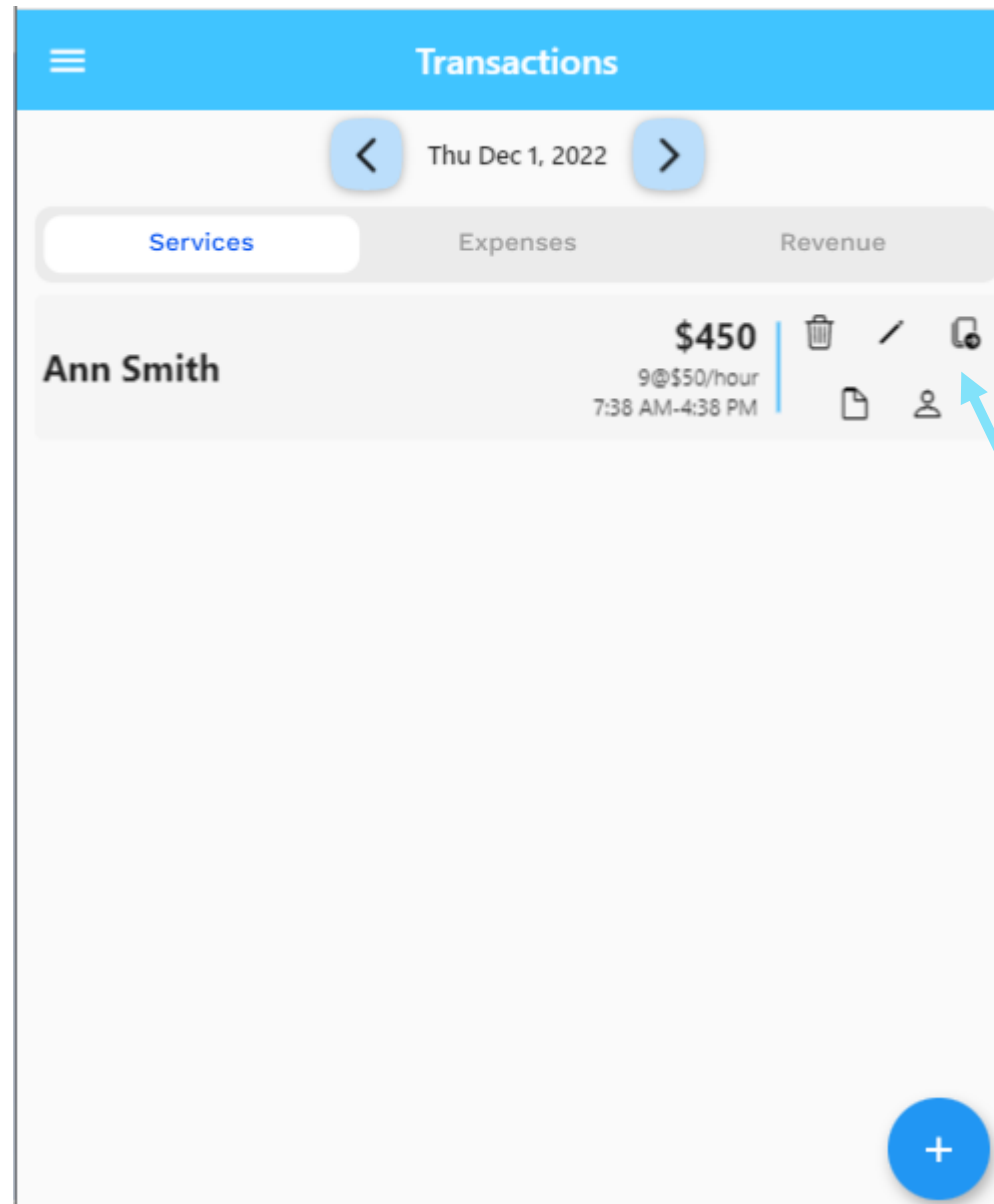 Transactions
Thu Dec 1, 2022
Services Expenses Revenue
Ann Smith
$450
9@$50/hour
7:38 AM-4:38 PM
+